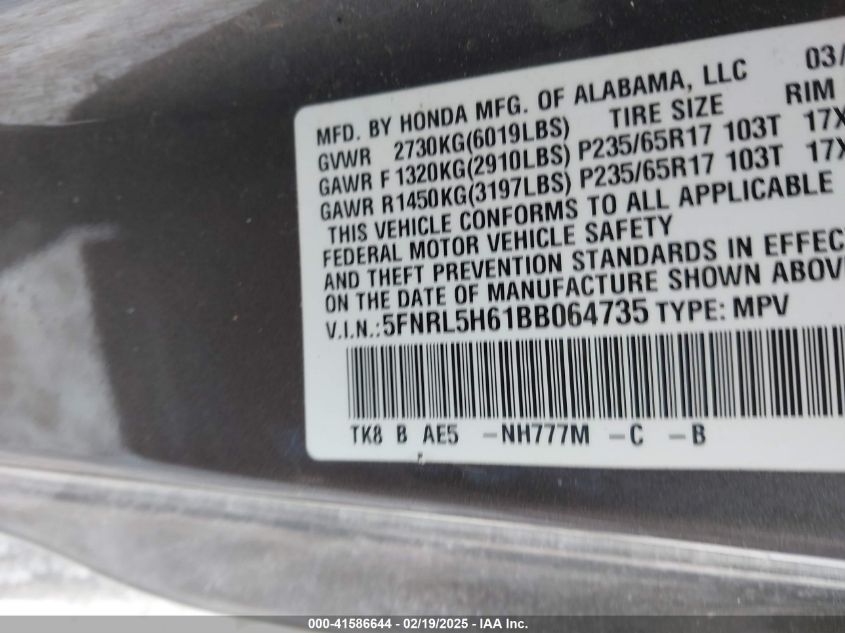 MFD. BY HONDA MFG. OF ALABAMA, LLC 03/
GVWR 2730KG(6019LBS) TIRE SIZE RIM
GAWR F 1320KG(2910LBS) P235/65R17 103T 17X
GAWR R1450KG(3197LBS) P235/65R17 103T 17X
THIS VEHICLE CONFORMS TO ALL APPLICABLE
FEDERAL MOTOR VEHICLE SAFETY
AND THEFT PREVENTION STANDARDS IN EFFEC
ON THE DATE OF MANUFACTURE SHOWN ABOV
V.I.N.:5FNRL5H61BB064735 TYPE: MPV
TK8 B AE5 -NH777M -C -B
000-41586644 - 02/19/2025 - IAA Inc.